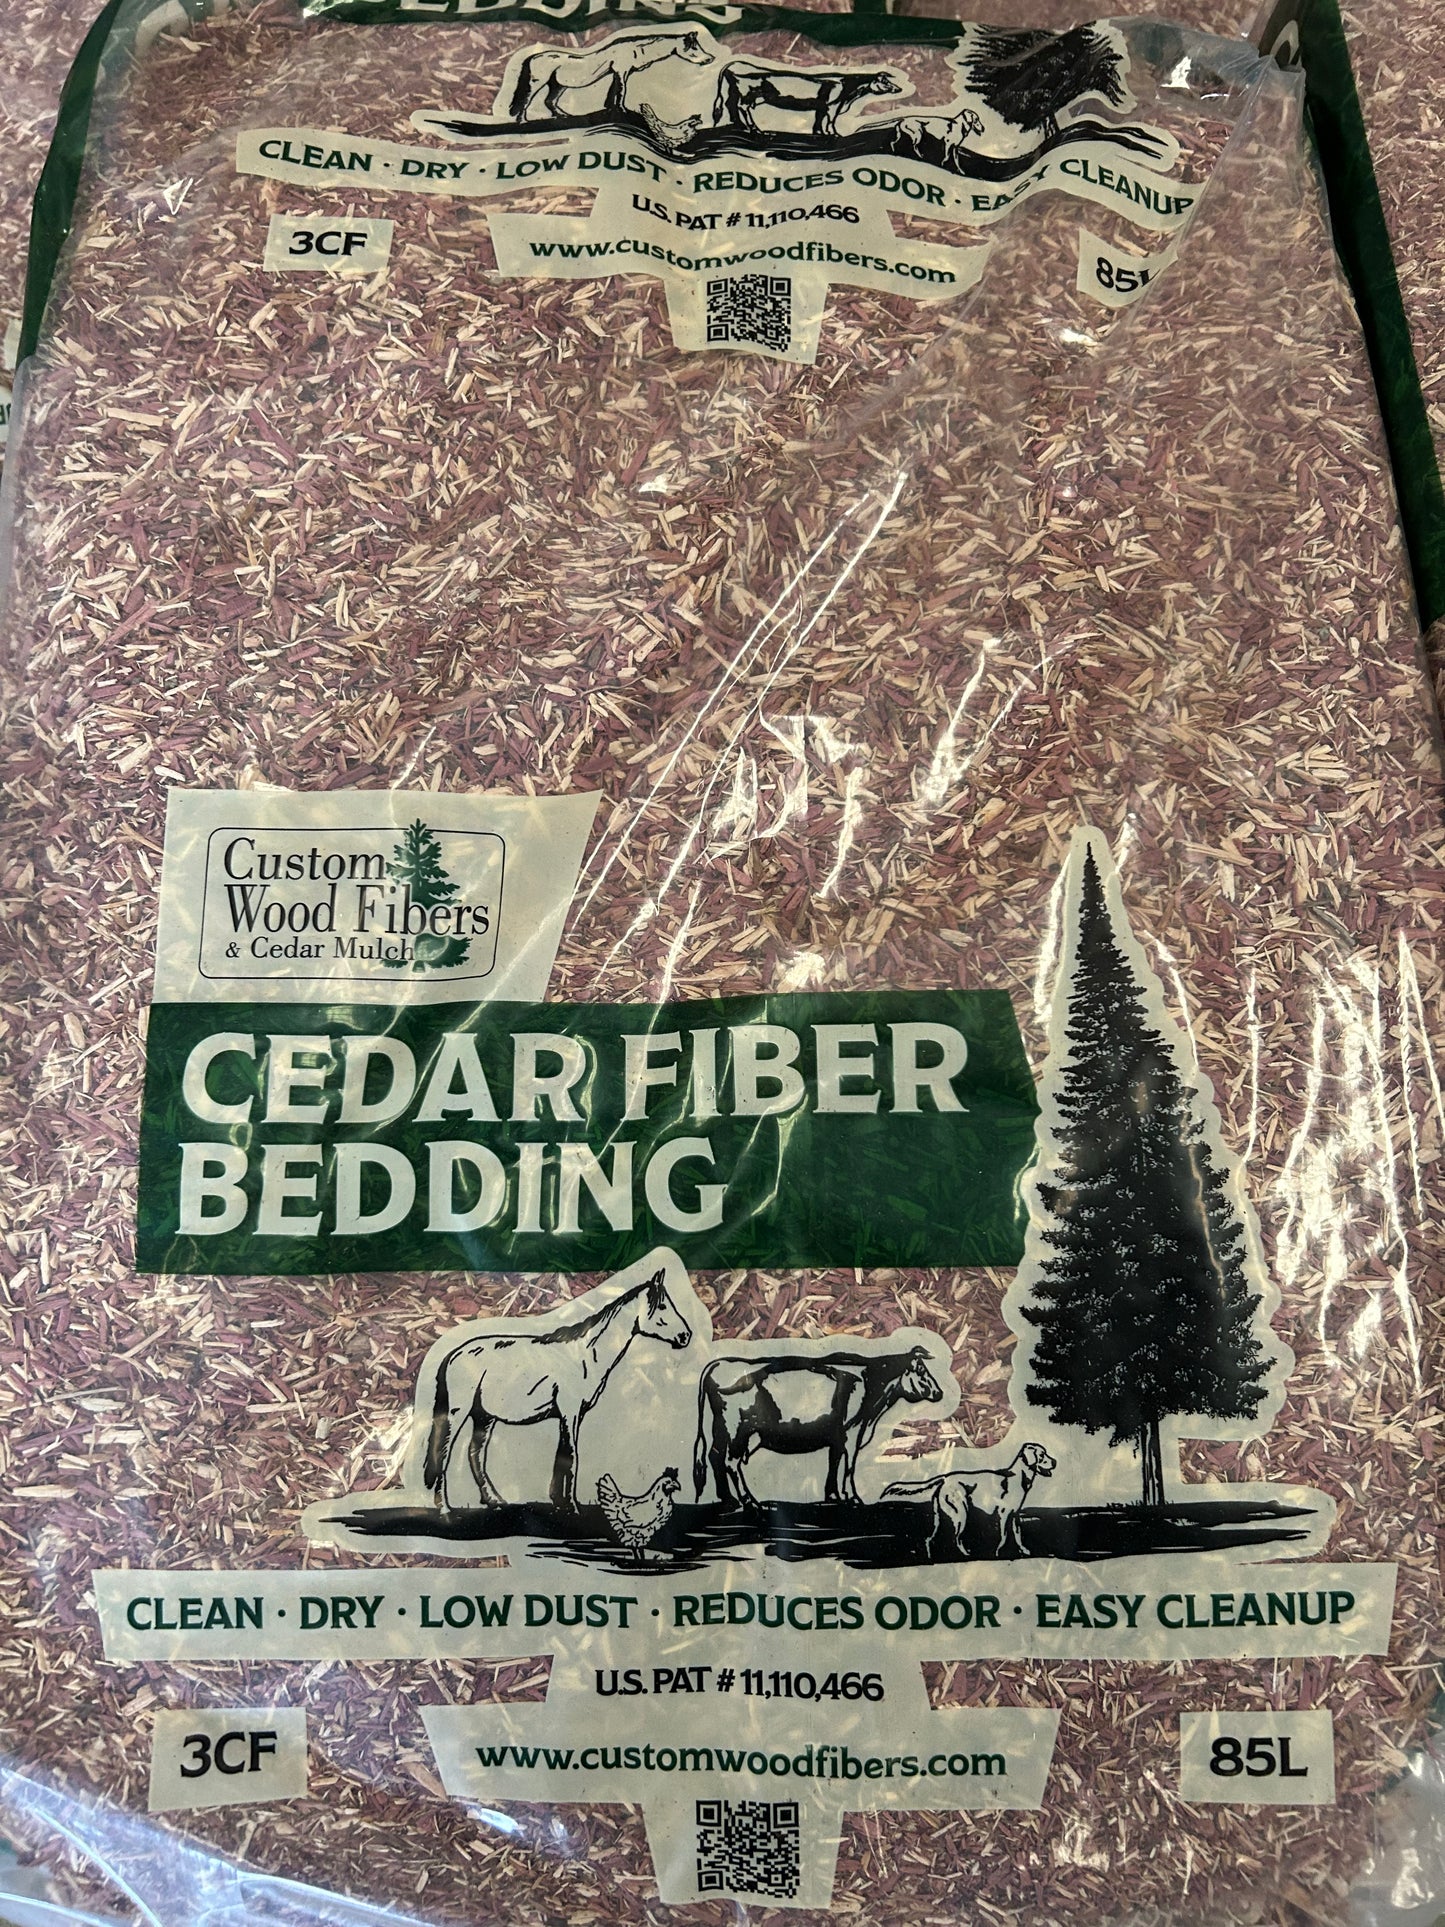 BEDDING
CLEAN · DRY · LOW DUST · REDUCES ODOR · EASY CLEANUP
U.S. PAT # 11,110,466
3CF
www.customwoodfibers.com
85L
Custom
Wood Fibers
& Cedar Mulch
CEDAR FIBER
BEDDING
CLEAN · DRY · LOW DUST · REDUCES ODOR · EASY CLEANUP
U.S. PAT # 11,110,466
3CF
www.customwoodfibers.com
85L